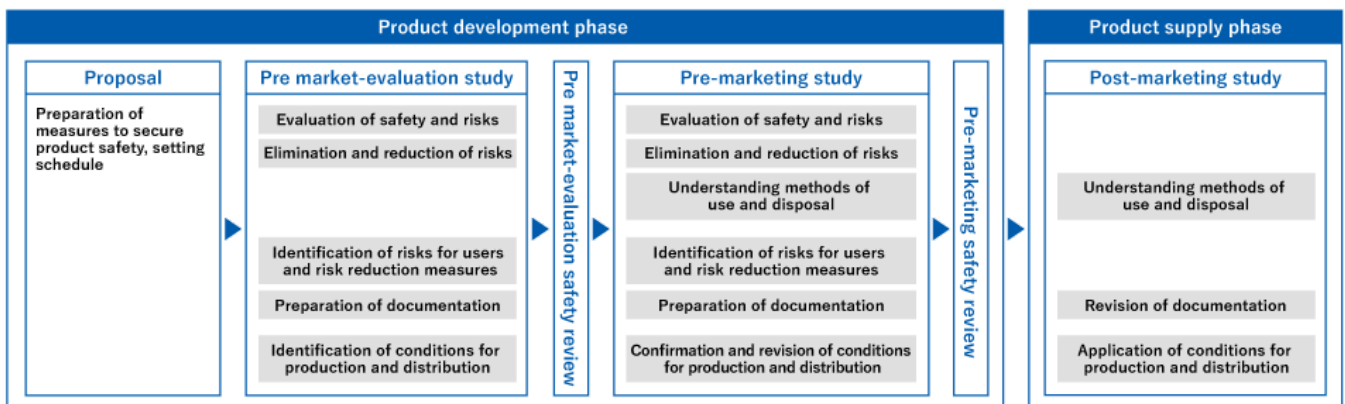 Product development phase
Product supply phase
Proposal
Preparation of
measures to secure
product safety, setting
schedule
Pre market-evaluation study
Evaluation of safety and risks
Elimination and reduction of risks
Identification of risks for users
and risk reduction measures
Preparation of documentation
Identification of conditions for
production and distribution
Pre market-evaluation safety review
Pre-marketing study
Evaluation of safety and risks
Elimination and reduction of risks
Understanding methods of
use and disposal
Identification of risks for users
and risk reduction measures
Preparation of documentation
Confirmation and revision of conditions
for production and distribution
Pre-marketing safety review
Post-marketing study
Understanding methods of
use and disposal
Revision of documentation
Application of conditions for
production and distribution